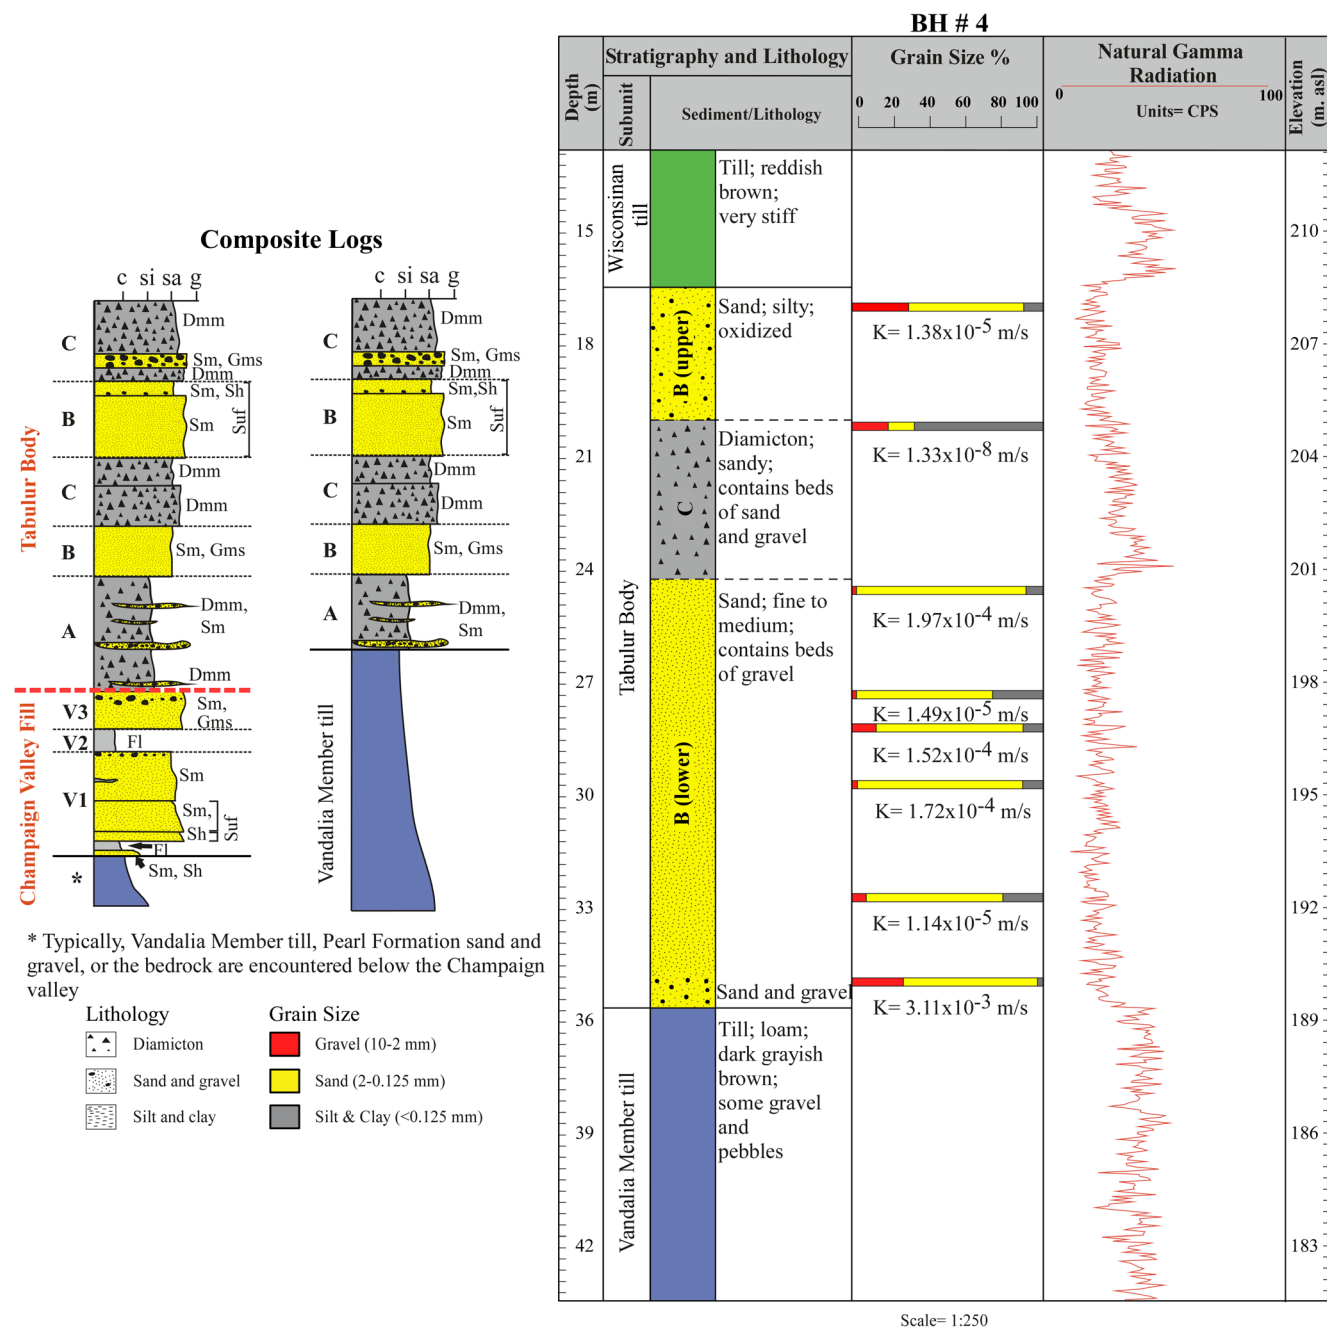 Composite Logs
c si sa g
C
Dmm
Sm, Gms
Dmm
B
Sm, Sh
Sm
Suf
C
Dmm
Dmm
B
Sm, Gms
A
Dmm,
Sm
Dmm
V3
Sm,
Gms
V2
Fl
V1
Sm
Sm,
Sh
Suf
Fl
Sm, Sh
*
Tabulur Body
Champaign Valley Fill
c si sa g
C
Dmm
Sm, Gms
Dmm
B
Sm,Sh
Sm
Suf
C
Dmm
Dmm
B
Sm, Gms
A
Dmm,
Sm
Vandalia Member till
* Typically, Vandalia Member till, Pearl Formation sand and
gravel, or the bedrock are encountered below the Champaign
valley
Lithology
Diamicton
Sand and gravel
Silt and clay
Grain Size
Gravel (10-2 mm)
Sand (2-0.125 mm)
Silt & Clay (<0.125 mm)
BH # 4
Depth
(m)
Stratigraphy and Lithology
Subunit
Sediment/Lithology
Grain Size %
0 20 40 60 80 100
Natural Gamma
Radiation
0 100
Units= CPS
Elevation
(m. asl)
15
18
21
24
27
30
33
36
39
42
Wisconsinan
till
Tabulur Body
Vandalia Member till
B (upper)
C
B (lower)
Till; reddish
brown;
very stiff
Sand; silty;
oxidized
Diamicton;
sandy;
contains beds
of sand
and gravel
Sand; fine to
medium;
contains beds
of gravel
Sand and gravel
Till; loam;
dark grayish
brown;
some gravel
and
pebbles
K= 1.38x10-5 m/s
K= 1.33x10-8 m/s
K= 1.97x10-4 m/s
K= 1.49x10-5 m/s
K= 1.52x10-4 m/s
K= 1.72x10-4 m/s
K= 1.14x10-5 m/s
K= 3.11x10-3 m/s
210
207
204
201
198
195
192
189
186
183
Scale= 1:250